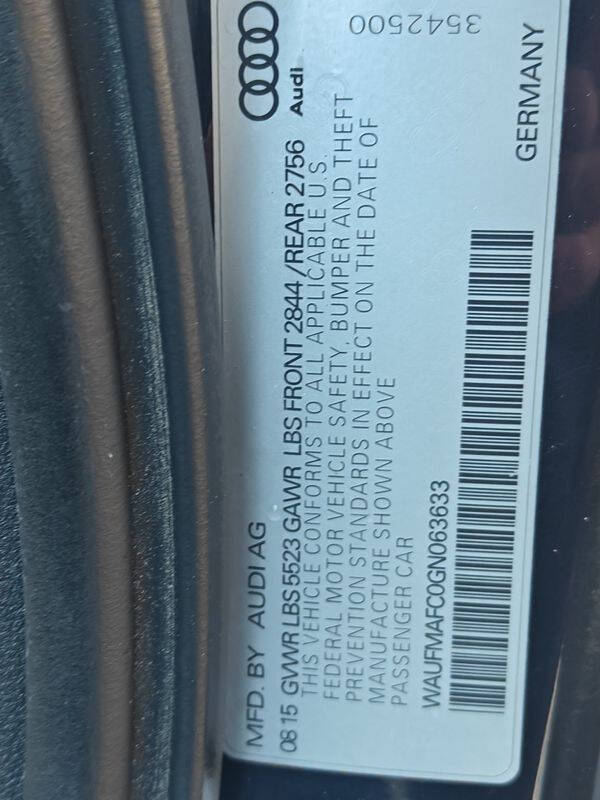 MFD. BY AUDI AG
Audi
08 15 GVWR LBS 5523 GAWR LBS FRONT 2844 / REAR 2756
THIS VEHICLE CONFORMS TO ALL APPLICABLE U.S.
FEDERAL MOTOR VEHICLE SAFETY, BUMPER AND THEFT
PREVENTION STANDARDS IN EFFECT ON THE DATE OF
MANUFACTURE SHOWN ABOVE
PASSENGER CAR
WAUFMAFC0GN063633
GERMANY
3542500